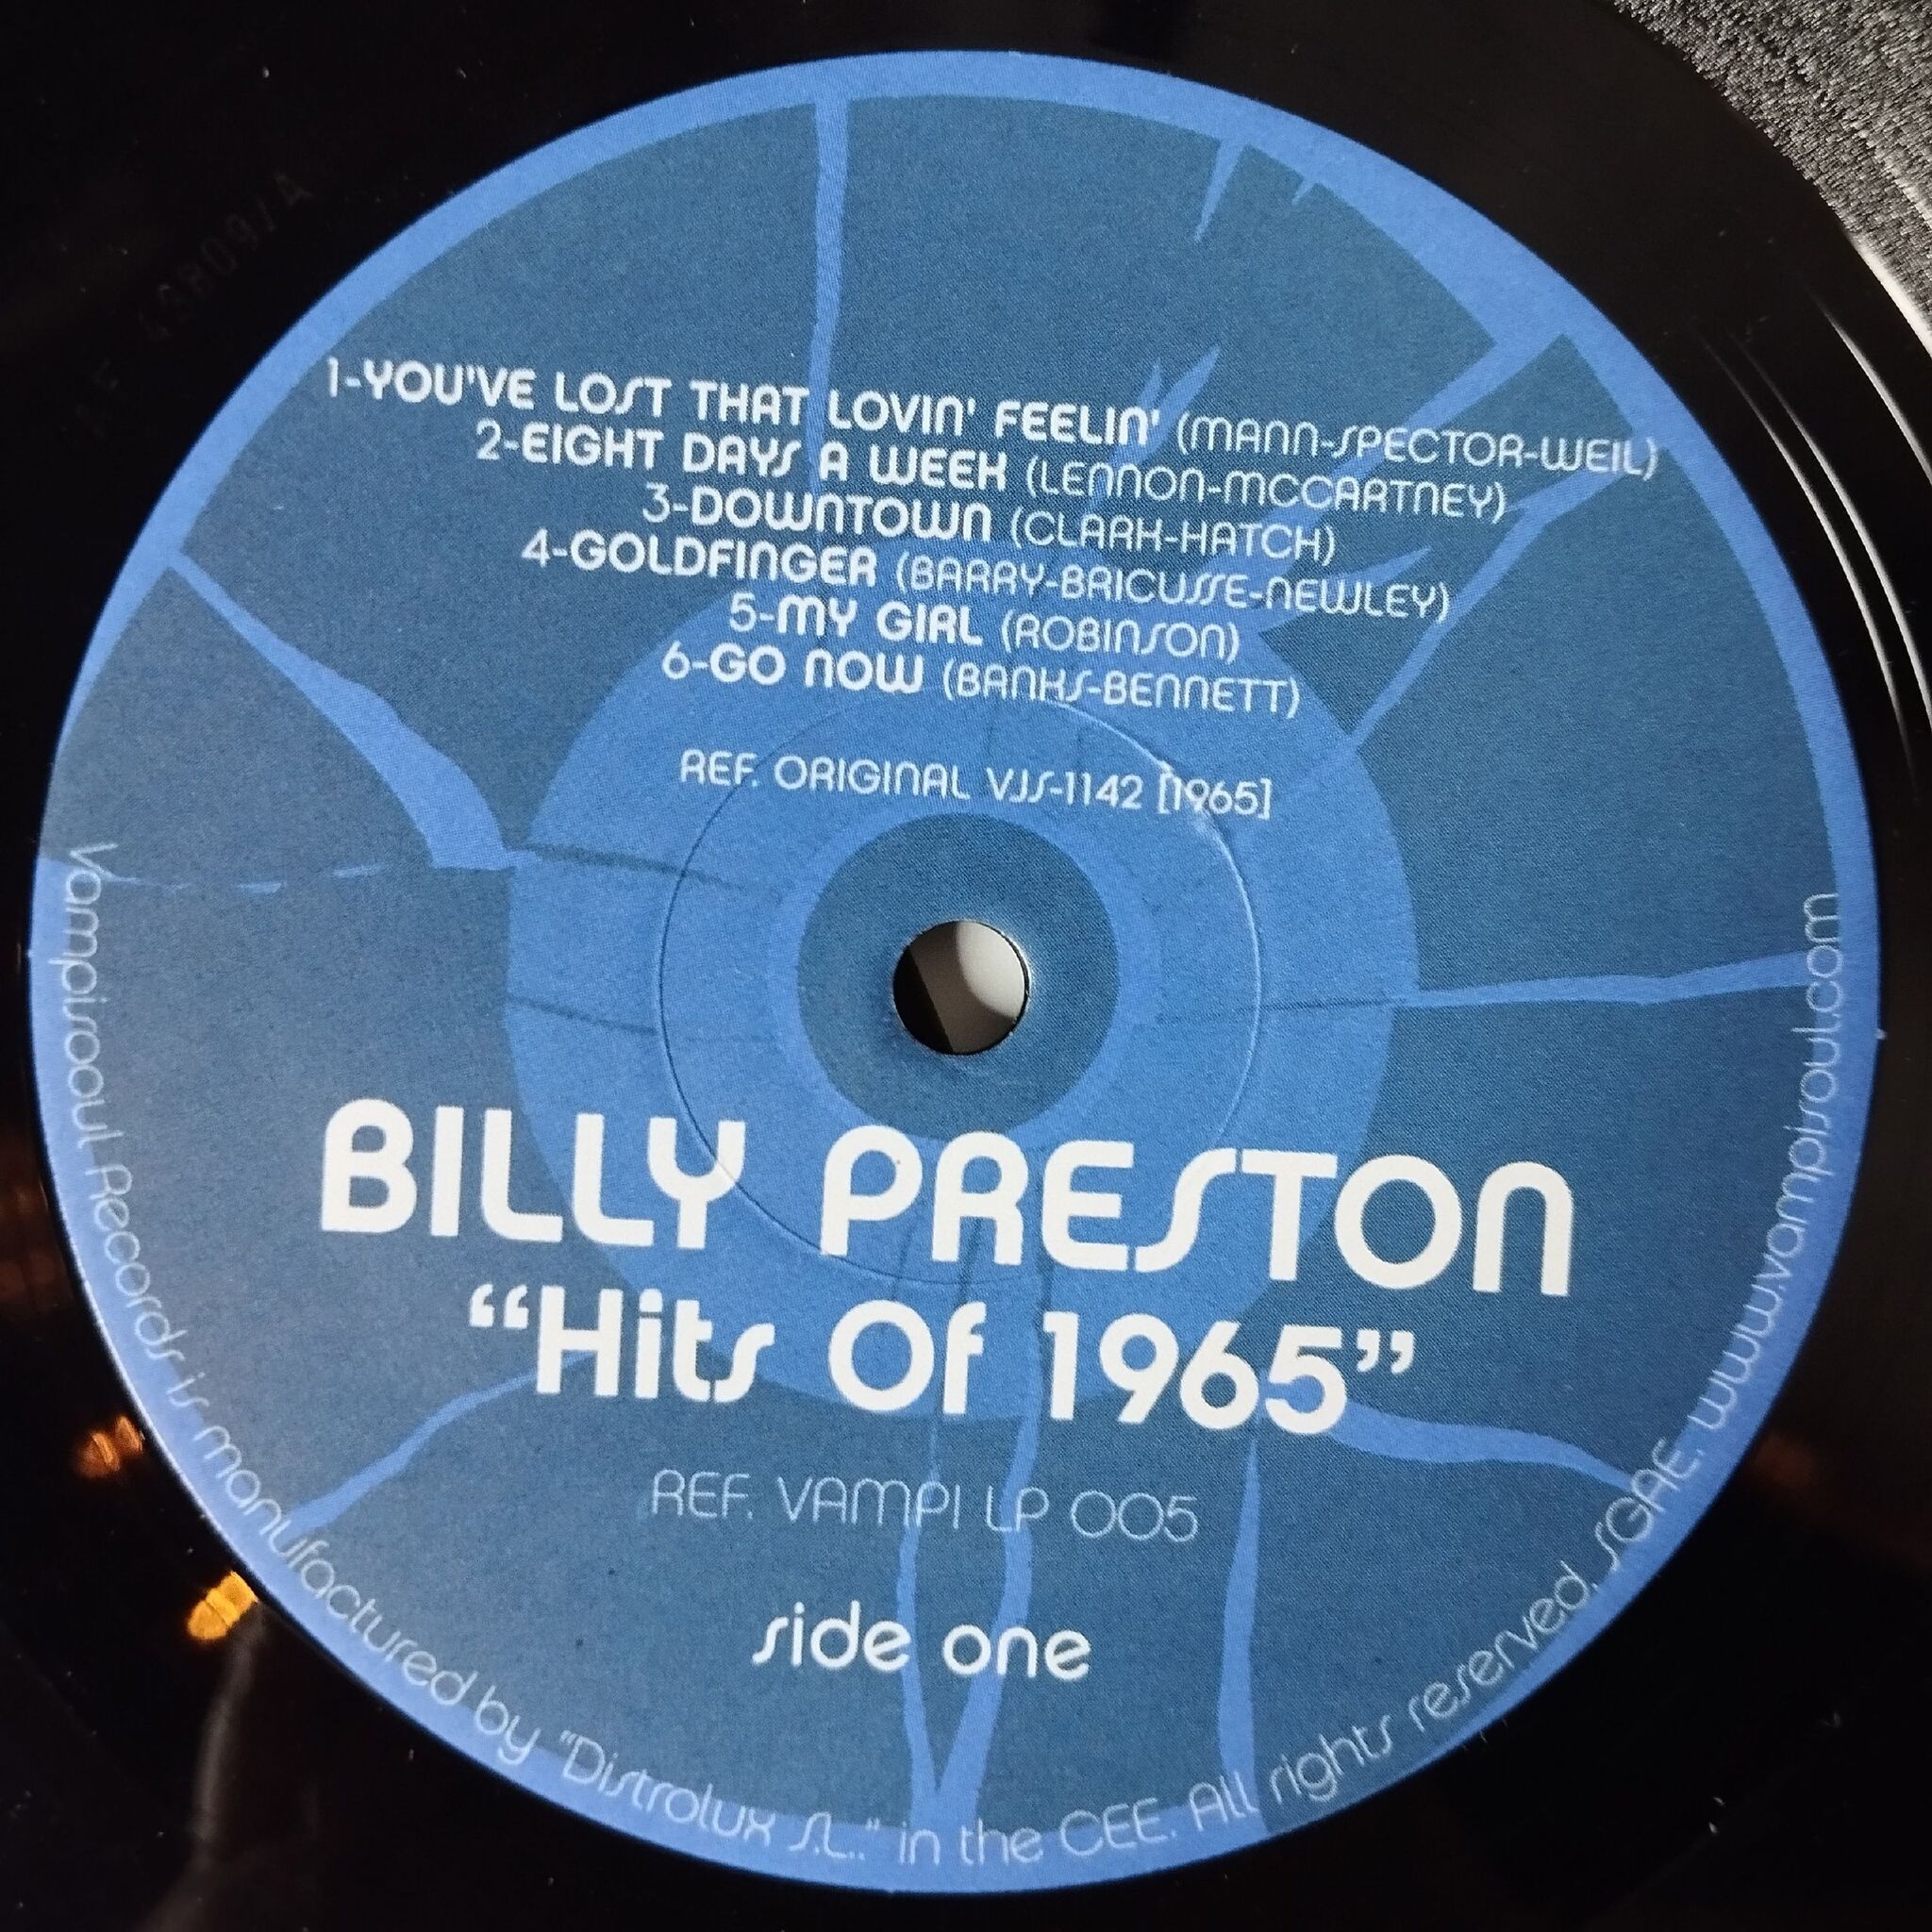 1-YOU'VE LOST THAT LOVIN' FEELIN' (MANN-SPECTOR-WEIL)
2-EIGHT DAYS A WEEK (LENNON-MCCARTNEY)
3-DOWNTOWN (CLARK-HATCH)
4-GOLDFINGER (BARRY-BRICUSSE-NEWLEY)
5-MY GIRL (ROBINSON)
6-GO NOW (BANKS-BENNETT)
REF. ORIGINAL VJS-1142 [1965]
BILLY PRESTON
“Hits Of 1965”
REF. VAMPI LP 005
side one
Vampisoul Records is manufactured by "Distrolux S.L.." in the CEE. All rights reserved. SGAE. www.vampisoul.com